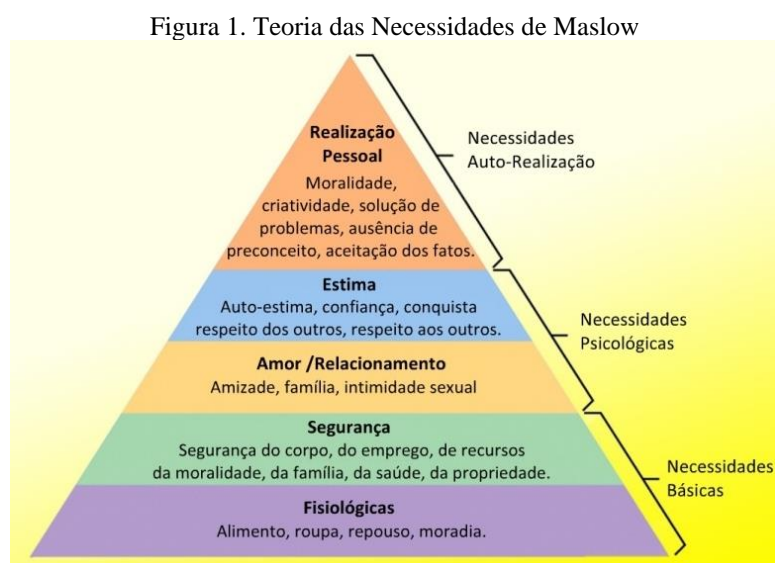 Figura 1. Teoria das Necessidades de Maslow
Realização
Pessoal
Moralidade,
criatividade, solução de
problemas, ausência de
preconceito, aceitação dos fatos.
Necessidades
Auto-Realização
Estima
Auto-estima, confiança, conquista
respeito dos outros, respeito aos outros.
Necessidades
Psicológicas
Amor /Relacionamento
Amizade, família, intimidade sexual
Segurança
Segurança do corpo, do emprego, de recursos
da moralidade, da família, da saúde, da propriedade.
Necessidades
Básicas
Fisiológicas
Alimento, roupa, repouso, moradia.